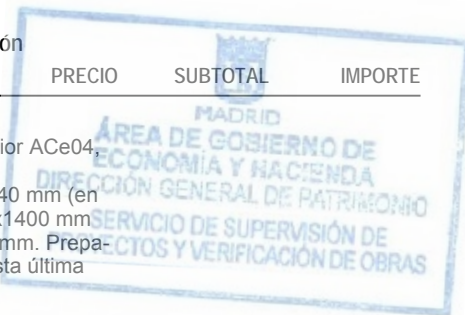 ón
PRECIO SUBTOTAL IMPORTE
MADRID
ior ACe04,
ÁREA DE GOBIERNO DE
ECONOMÍA Y HACIENDA
40 mm (en
DIRECCIÓN GENERAL DE PATRIMONIO
x1400 mm
SERVICIO DE SUPERVISIÓN DE
mm. Prepa-
PROYECTOS Y VERIFICACIÓN DE OBRAS
sta última